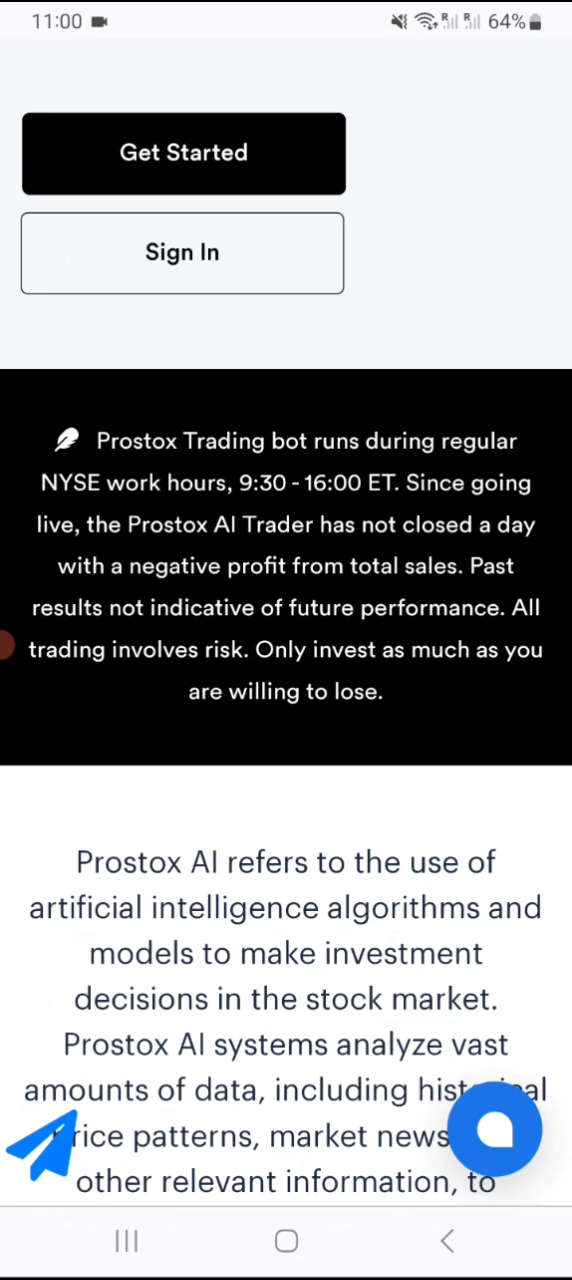 11:00
64%
Get Started
Sign In
Prostox Trading bot runs during regular
NYSE work hours, 9:30 - 16:00 ET. Since going
live, the Prostox AI Trader has not closed a day
with a negative profit from total sales. Past
results not indicative of future performance. All
trading involves risk. Only invest as much as you
are willing to lose.
Prostox AI refers to the use of
artificial intelligence algorithms and
models to make investment
decisions in the stock market.
Prostox AI systems analyze vast
amounts of data, including
patterns, market news
other relevant information, to